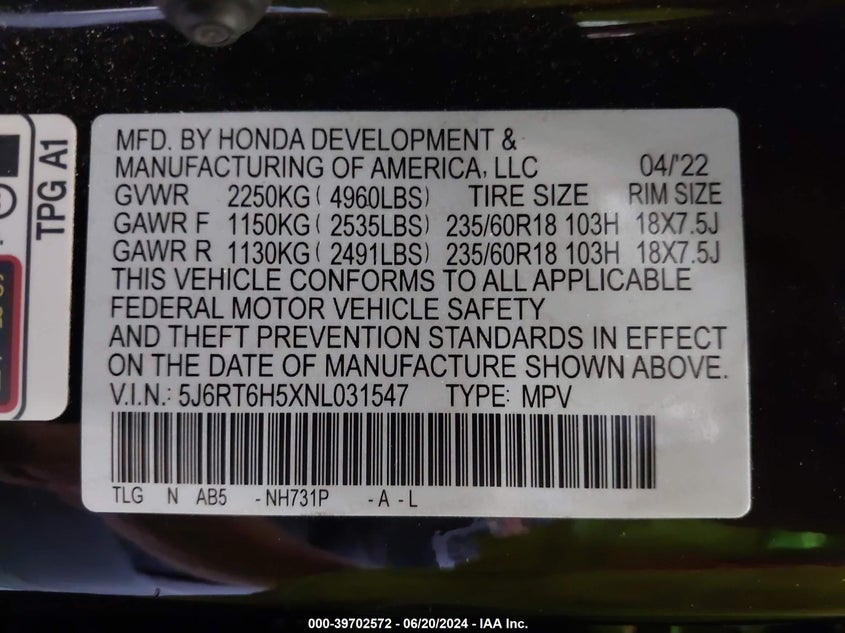 TPG A1
MFD. BY HONDA DEVELOPMENT &
MANUFACTURING OF AMERICA, LLC 04/'22
GVWR 2250KG ( 4960LBS) TIRE SIZE RIM SIZE
GAWR F 1150KG ( 2535LBS) 235/60R18 103H 18X7.5J
GAWR R 1130KG ( 2491LBS) 235/60R18 103H 18X7.5J
THIS VEHICLE CONFORMS TO ALL APPLICABLE
FEDERAL MOTOR VEHICLE SAFETY
AND THEFT PREVENTION STANDARDS IN EFFECT
ON THE DATE OF MANUFACTURE SHOWN ABOVE.
V.I.N.: 5J6RT6H5XNL031547 TYPE: MPV
TLG N AB5 -NH731P -A -L
000-39702572 / 06/20/2024 - IAA Inc.